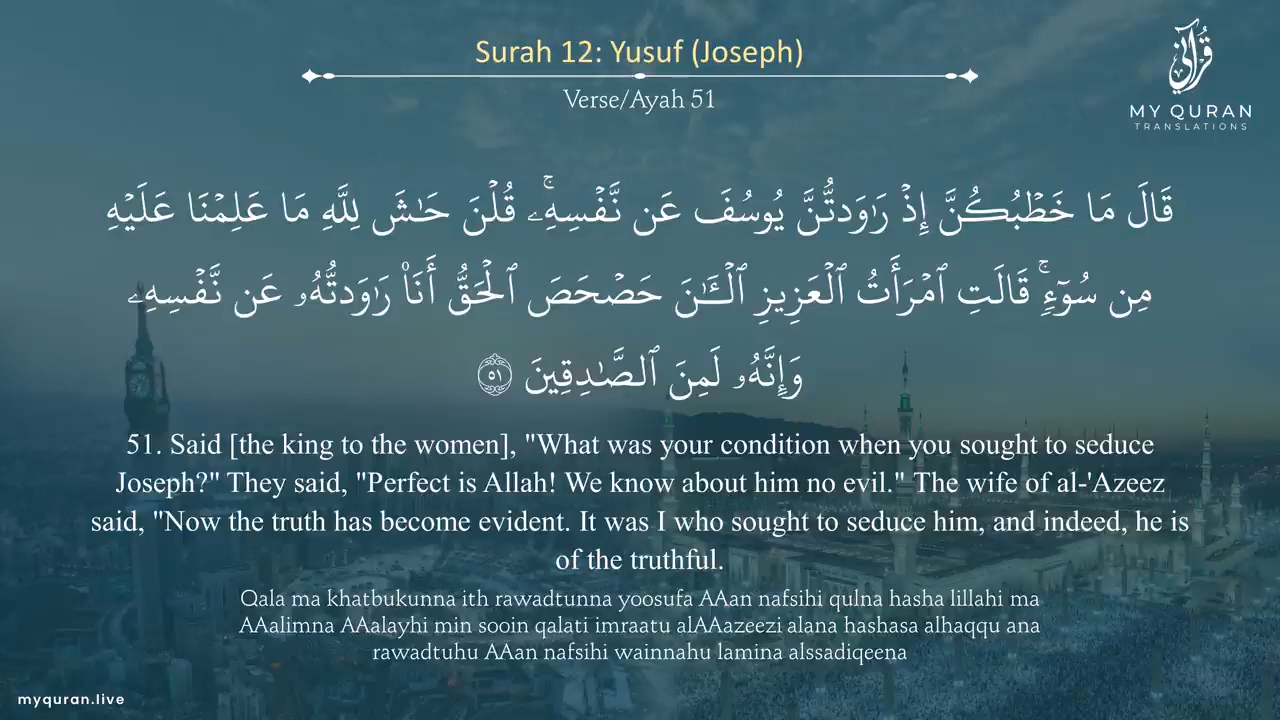 Surah 12: Yusuf (Joseph)
Verse/Ayah 51
قرآني
MY QURAN
TRANSLATIONS
قَالَ مَا خَطْبُكُنَّ إِذْ رَٰوَدتُّنَّ يُوسُفَ عَن نَّفْسِهِۦ ۚ قُلْنَ حَـٰشَ لِلَّهِ مَا عَلِمْنَا عَلَيْهِ
مِن سُوٓءٍ ۚ قَالَتِ ٱمْرَأَتُ ٱلْعَزِيزِ ٱلْـَٔـٰنَ حَصْحَصَ ٱلْحَقُّ أَنَا۠ رَٰوَدتُّهُۥ عَن نَّفْسِهِۦ
وَإِنَّهُۥ لَمِنَ ٱلصَّـٰدِقِينَ ٥١
51. Said [the king to the women], "What was your condition when you sought to seduce
Joseph?" They said, "Perfect is Allah! We know about him no evil." The wife of al-'Azeez
said, "Now the truth has become evident. It was I who sought to seduce him, and indeed, he is
of the truthful.
Qala ma khatbukunna ith rawadtunna yoosufa AAan nafsihi qulna hasha lillahi ma
AAalimna AAalayhi min sooin qalati imraatu alAAazeezi alana hashasa alhaqqu ana
rawadtuhu AAan nafsihi wainnahu lamina alssadiqeena
myquran.live